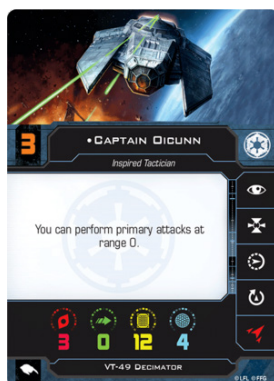 3
•Captain Oicunn
Inspired Tactician
You can perform primary attacks at
range 0.
3 0 12 4
VT-49 Decimator
©LFL ©FFG